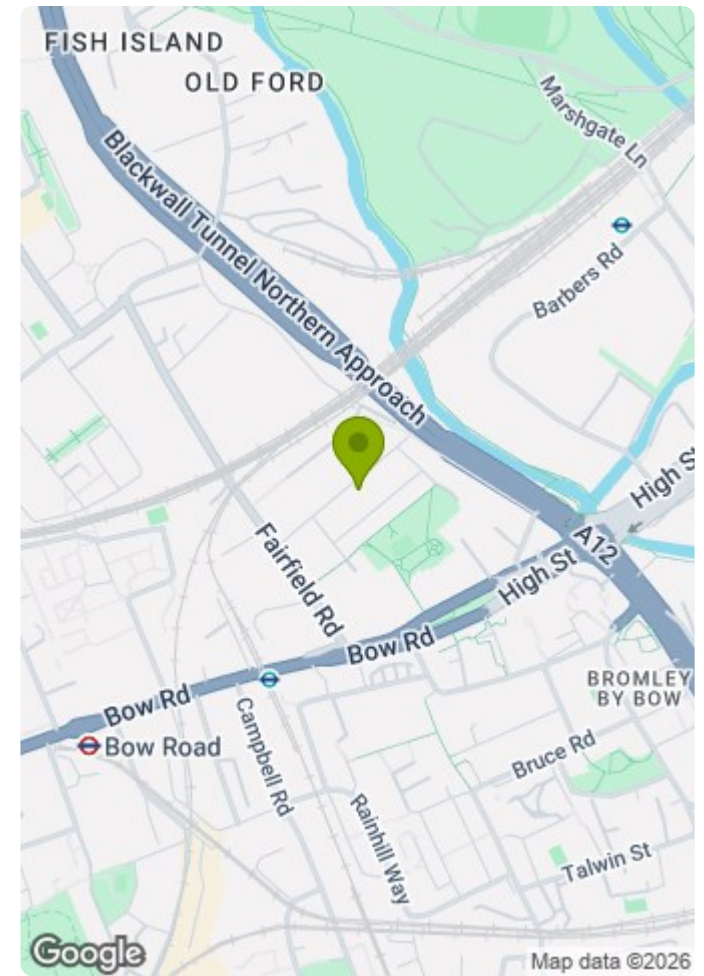 FISH ISLAND
OLD FORD
Marshgate Ln
Blackwall Tunnel Northern Approach
Barbers Rd
High St
A12
High St
Fairfield Rd
Bow Rd
BROMLEY
BY BOW
Bow Rd
Bow Road
Campbell Rd
Bruce Rd
Rainhill Way
Talwin St
Google
Map data ©2026